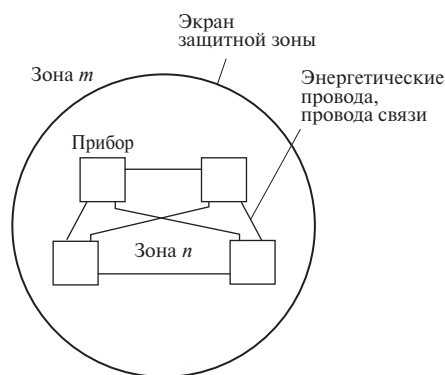 Экран
защитной зоны
Зона m
Энергетические
провода,
провода связи
Прибор
Зона n